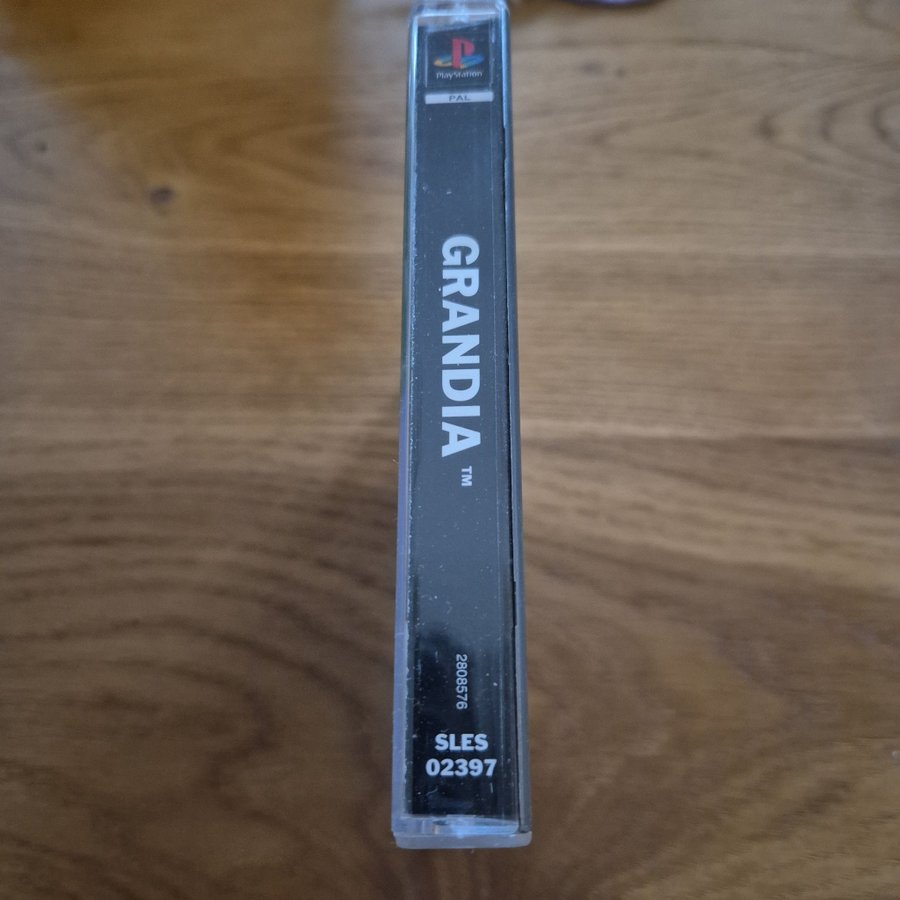 PlayStation
PAL
GRANDIA ™
2808576
SLES
02397